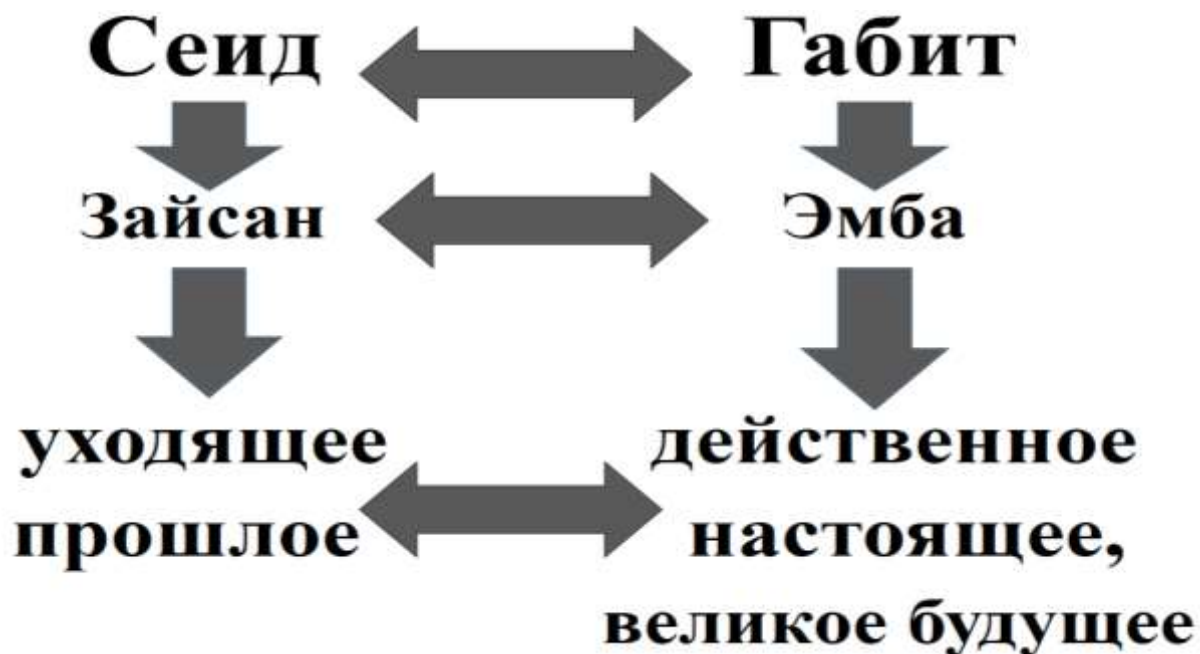 Сеид
Габит
Зайсан
Эмба
уходящее
прошлое
действенное
настоящее,
великое будущее